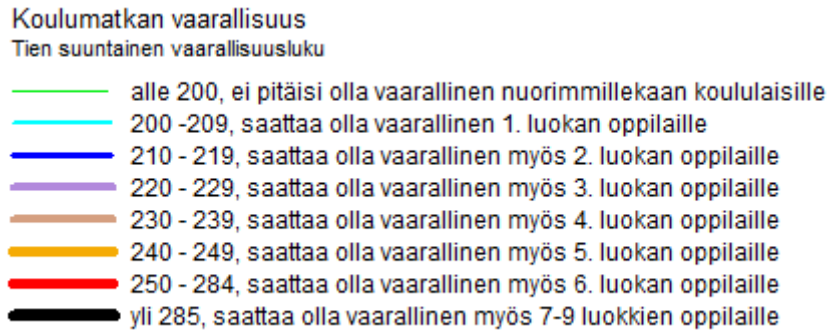 Koulumatkan vaarallisuus
Tien suuntainen vaarallisuusluku
alle 200, ei pitäisi olla vaarallinen nuorimmillekaan koululaisille
200 -209, saattaa olla vaarallinen 1. luokan oppilaille
210 - 219, saattaa olla vaarallinen myös 2. luokan oppilaille
220 - 229, saattaa olla vaarallinen myös 3. luokan oppilaille
230 - 239, saattaa olla vaarallinen myös 4. luokan oppilaille
240 - 249, saattaa olla vaarallinen myös 5. luokan oppilaille
250 - 284, saattaa olla vaarallinen myös 6. luokan oppilaille
yli 285, saattaa olla vaarallinen myös 7-9 luokkien oppilaille